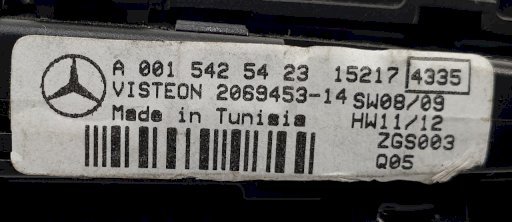 A 001 542 54 23 15217 4335
VISTEON 2069453-14 SW08/09
Made in Tunisia HW11/12
ZGS003
Q05